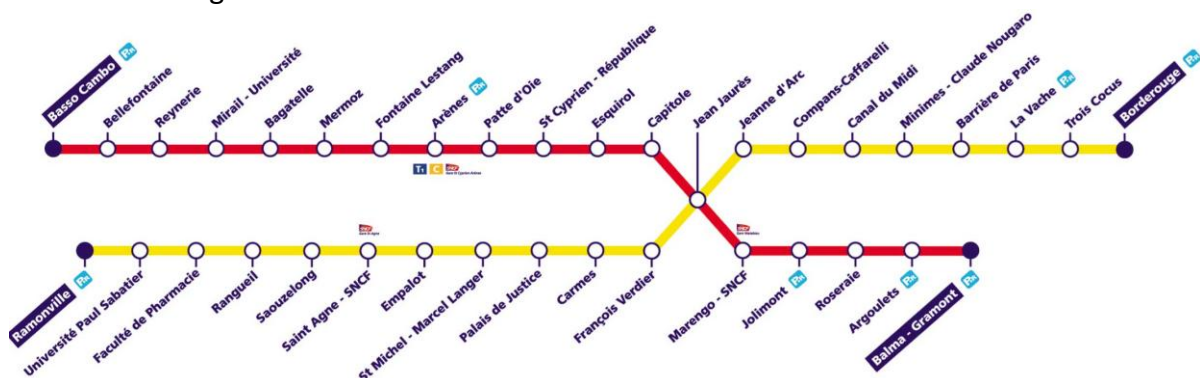 Basso Cambo
Bellefontaine
Reynerie
Mirail - Université
Bagatelle
Mermoz
Fontaine Lestang
Arènes
Patte d'Oie
St Cyprien - République
Esquirol
Capitole
Jean Jaurès
Jeanne d'Arc
Compans-Caffarelli
Canal du Midi
Minimes - Claude Nougaro
Barrière de Paris
La Vache
Trois Cocus
Borderouge
T1
C
SNCF
Ramonville
Université Paul Sabatier
Faculté de Pharmacie
Rangueil
Saouzelong
Saint Agne - SNCF
Empalot
St Michel - Marcel Langer
Palais de Justice
Carmes
François Verdier
Marengo - SNCF
Jolimont
Roseraie
Argoulets
Balma - Gramont